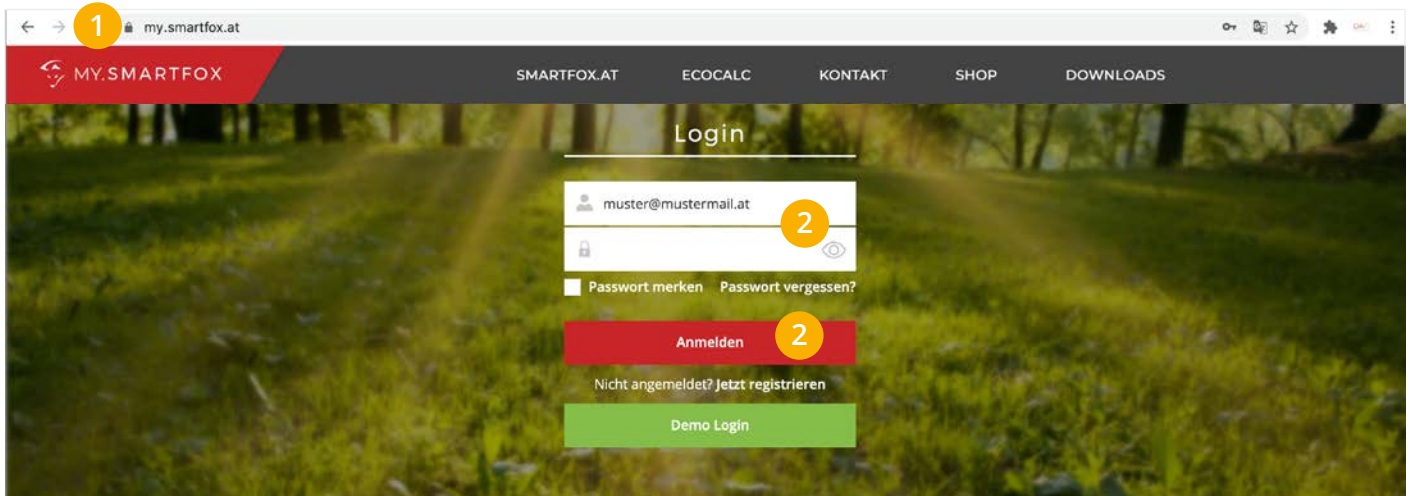 1 my.smartfox.at
MY.SMARTFOX SMARTFOX.AT ECOCALC KONTAKT SHOP DOWNLOADS
Login
muster@mustermail.at
2
Passwort merken Passwort vergessen?
Anmelden 2
Nicht angemeldet? Jetzt registrieren
Demo Login